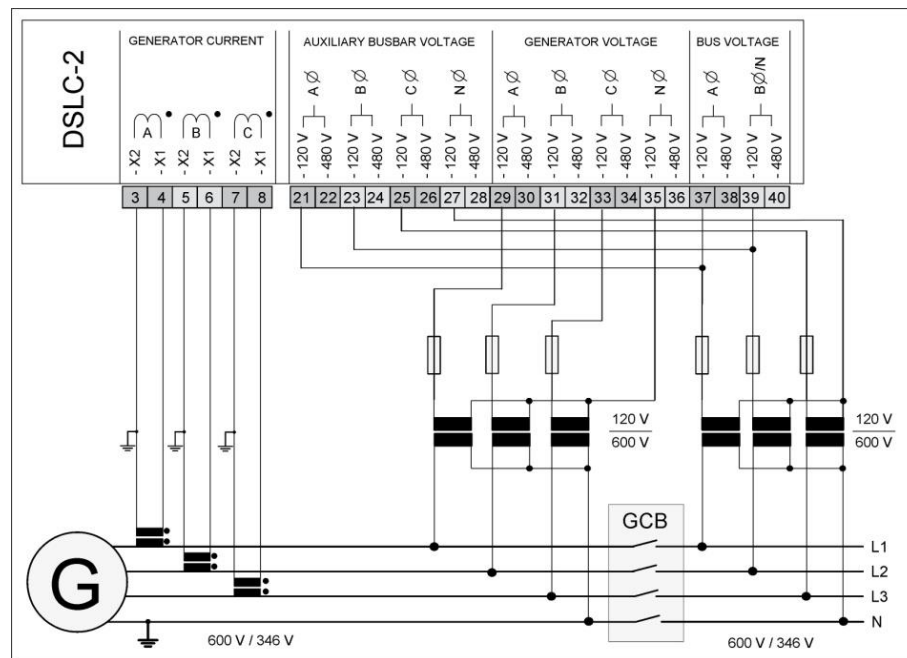 DSLC-2
GENERATOR CURRENT
AUXILIARY BUSBAR VOLTAGE
GENERATOR VOLTAGE
BUS VOLTAGE
A
B
C
- X2
- X1
- X2
- X1
- X2
- X1
A Ø
B Ø
C Ø
N Ø
A Ø
B Ø
C Ø
N Ø
A Ø
B Ø/N
- 120 V
- 480 V
- 120 V
- 480 V
- 120 V
- 480 V
- 120 V
- 480 V
- 120 V
- 480 V
- 120 V
- 480 V
- 120 V
- 480 V
- 120 V
- 480 V
- 120 V
- 480 V
- 120 V
- 480 V
3 4 5 6 7 8 21 22 23 24 25 26 27 28 29 30 31 32 33 34 35 36 37 38 39 40
120 V
600 V
120 V
600 V
GCB
G
L1
L2
L3
N
600 V / 346 V
600 V / 346 V